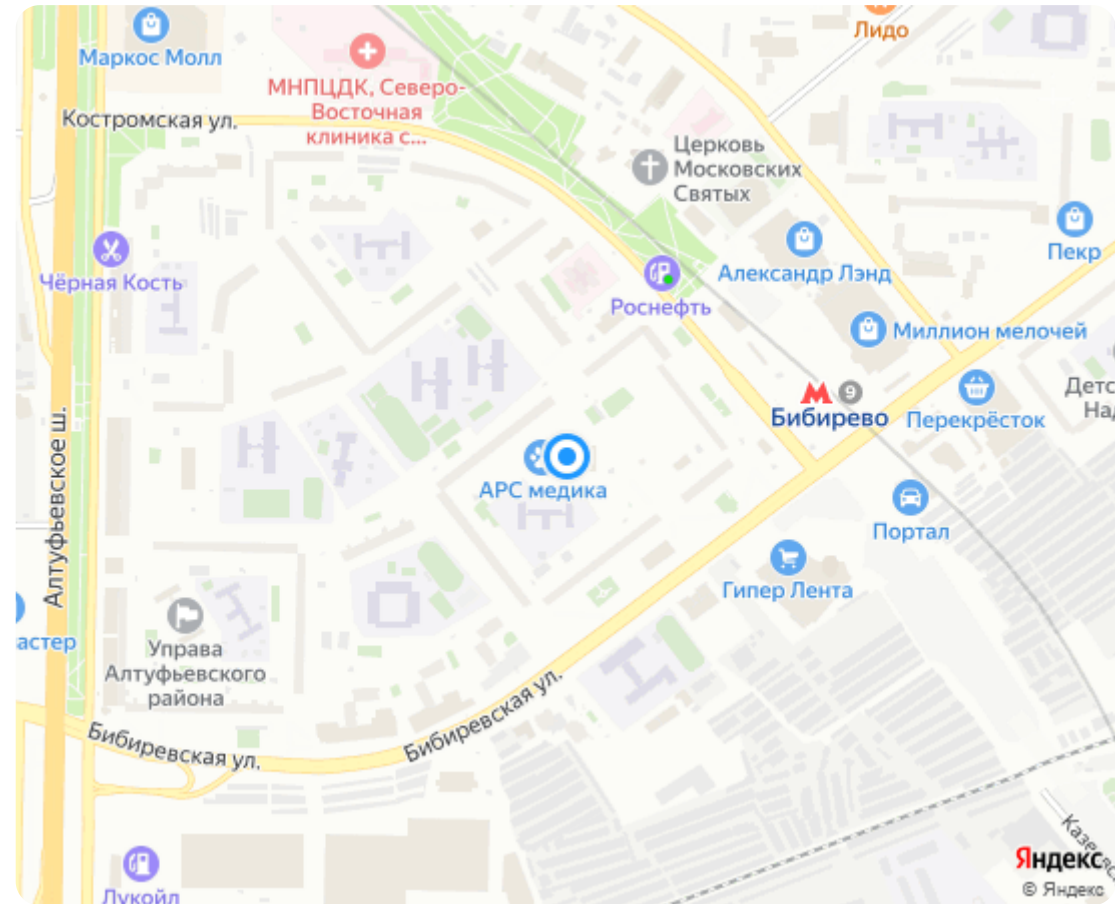 Лидо
Маркос Молл
МНПЦДК, Северо-
Восточная
клиника с...
Костромская ул.
Церковь
Московских
Святых
Пекр
Чёрная Кость
Александр Лэнд
Роснефть
Миллион мелочей
9
Бибирево
Перекрёсток
Детс
Над
АРС медика
Алтуфьевское ш.
Портал
Гипер Лента
астер
Управа
Алтуфьевского
района
Бибиревская ул.
Бибиревская ул.
Яндекс
© Яндекс
Лукойл